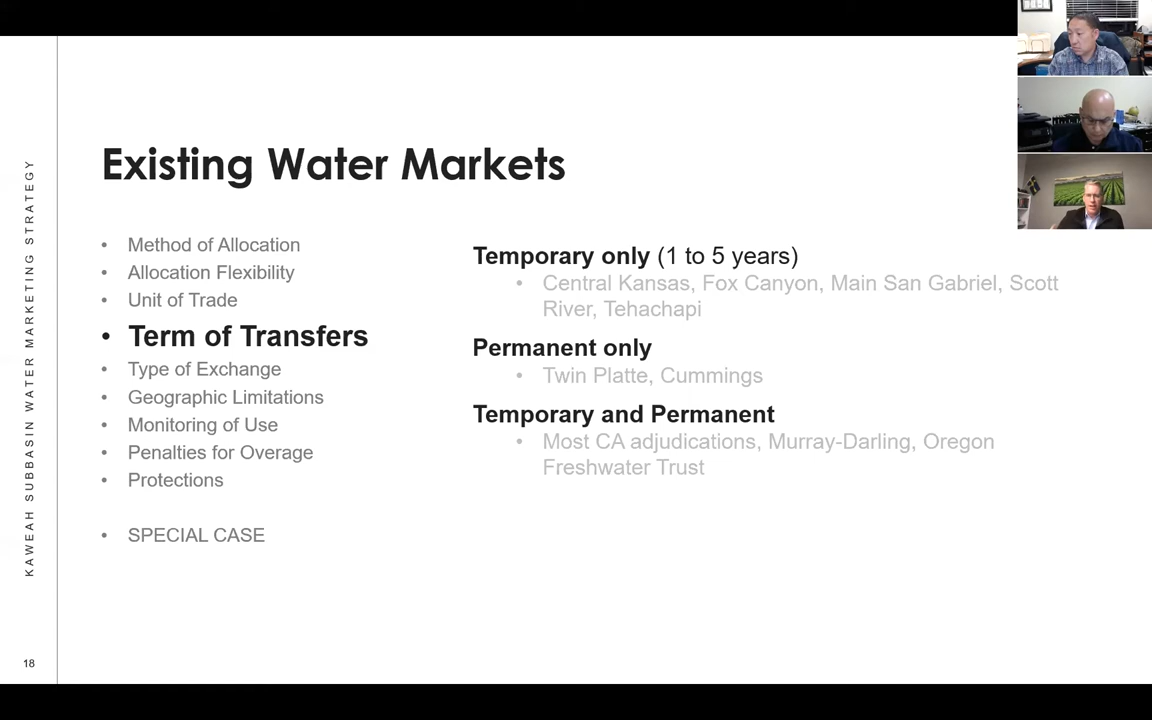 KAWEAH SUBBASIN WATER MARKETING STRATEGY
Existing Water Markets
• Method of Allocation
• Allocation Flexibility
• Unit of Trade
• Term of Transfers
• Type of Exchange
• Geographic Limitations
• Monitoring of Use
• Penalties for Overage
• Protections
• SPECIAL CASE
Temporary only (1 to 5 years)
• Central Kansas, Fox Canyon, Main San Gabriel, Scott
River, Tehachapi
Permanent only
• Twin Platte, Cummings
Temporary and Permanent
• Most CA adjudications, Murray-Darling, Oregon
Freshwater Trust
18